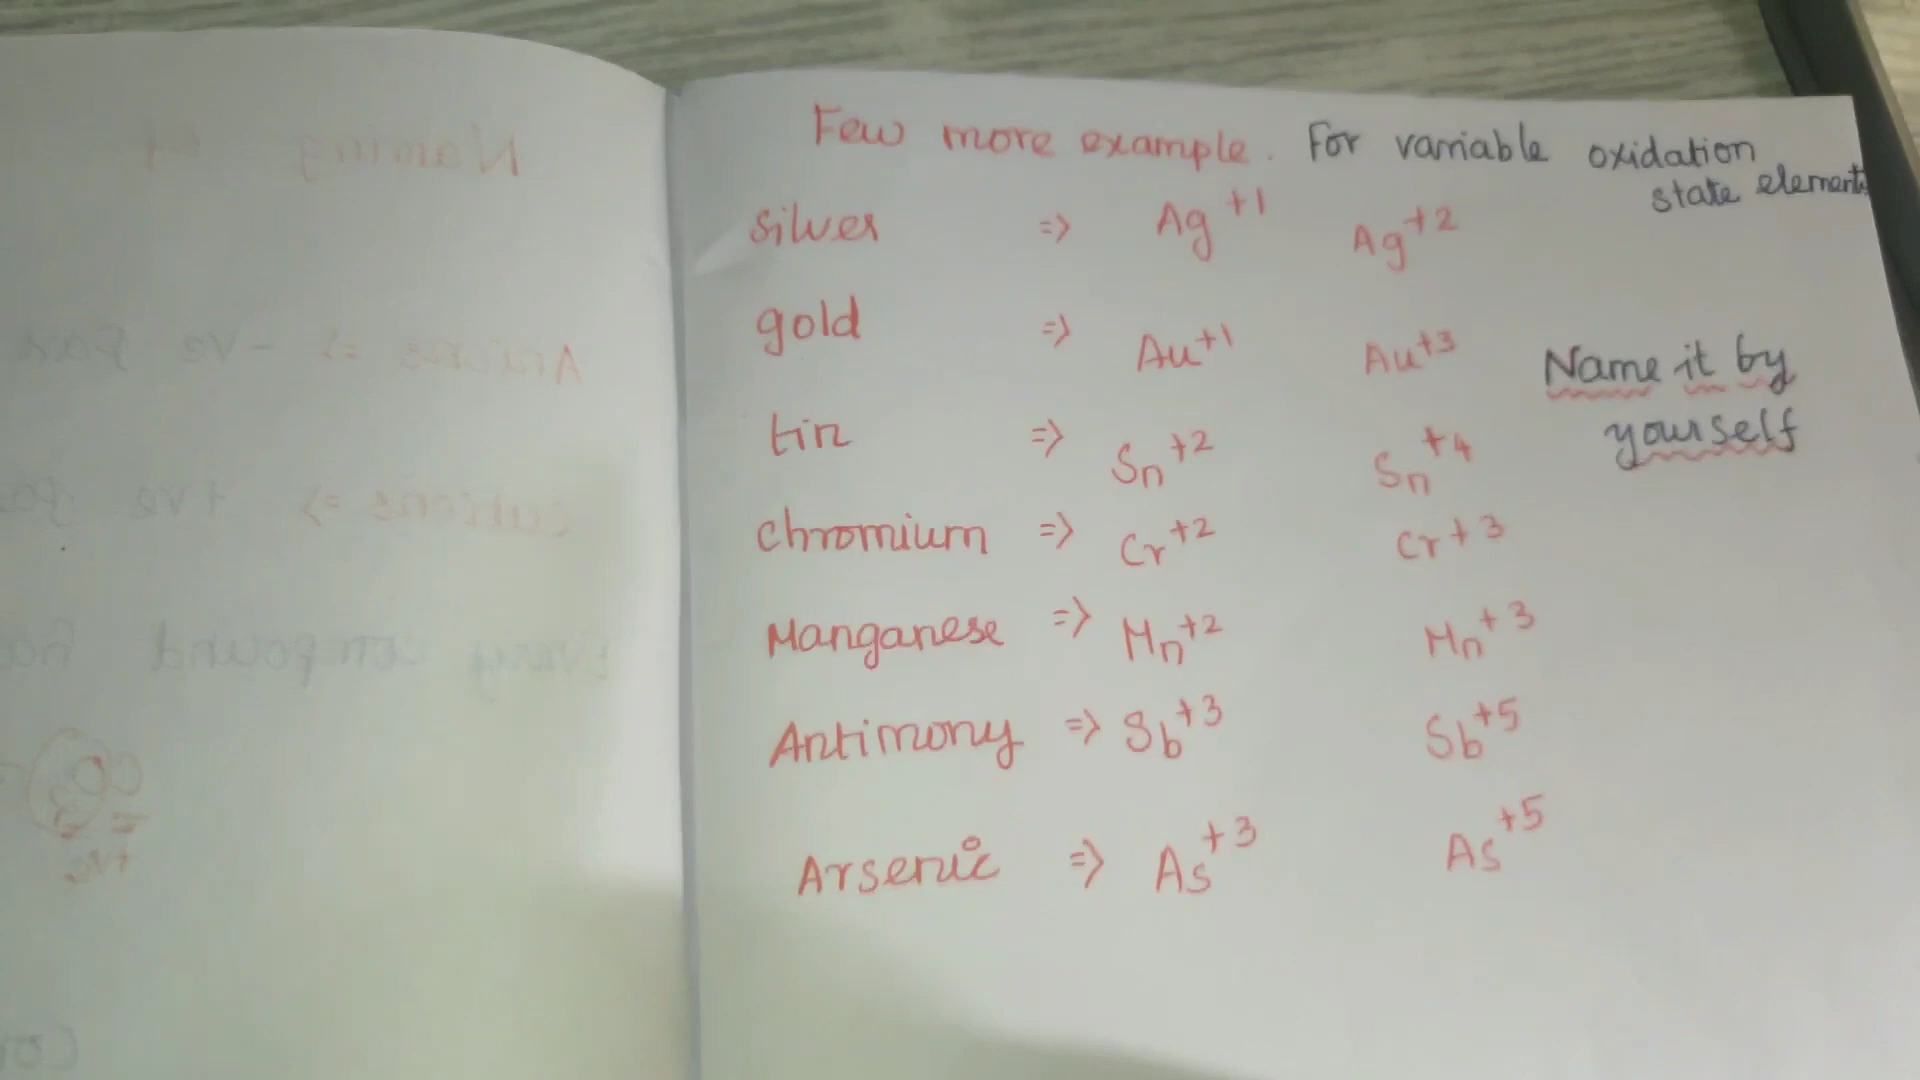 Few more example. For variable oxidation
state element
silver => Ag+1 Ag+2
gold => Au+1 Au+3
Name it by
yourself
tin => Sn+2 Sn+4
chromium => Cr+2 Cr+3
Manganese => Mn+2 Mn+3
Antimony => Sb+3 Sb+5
Arsenic => As+3 As+5